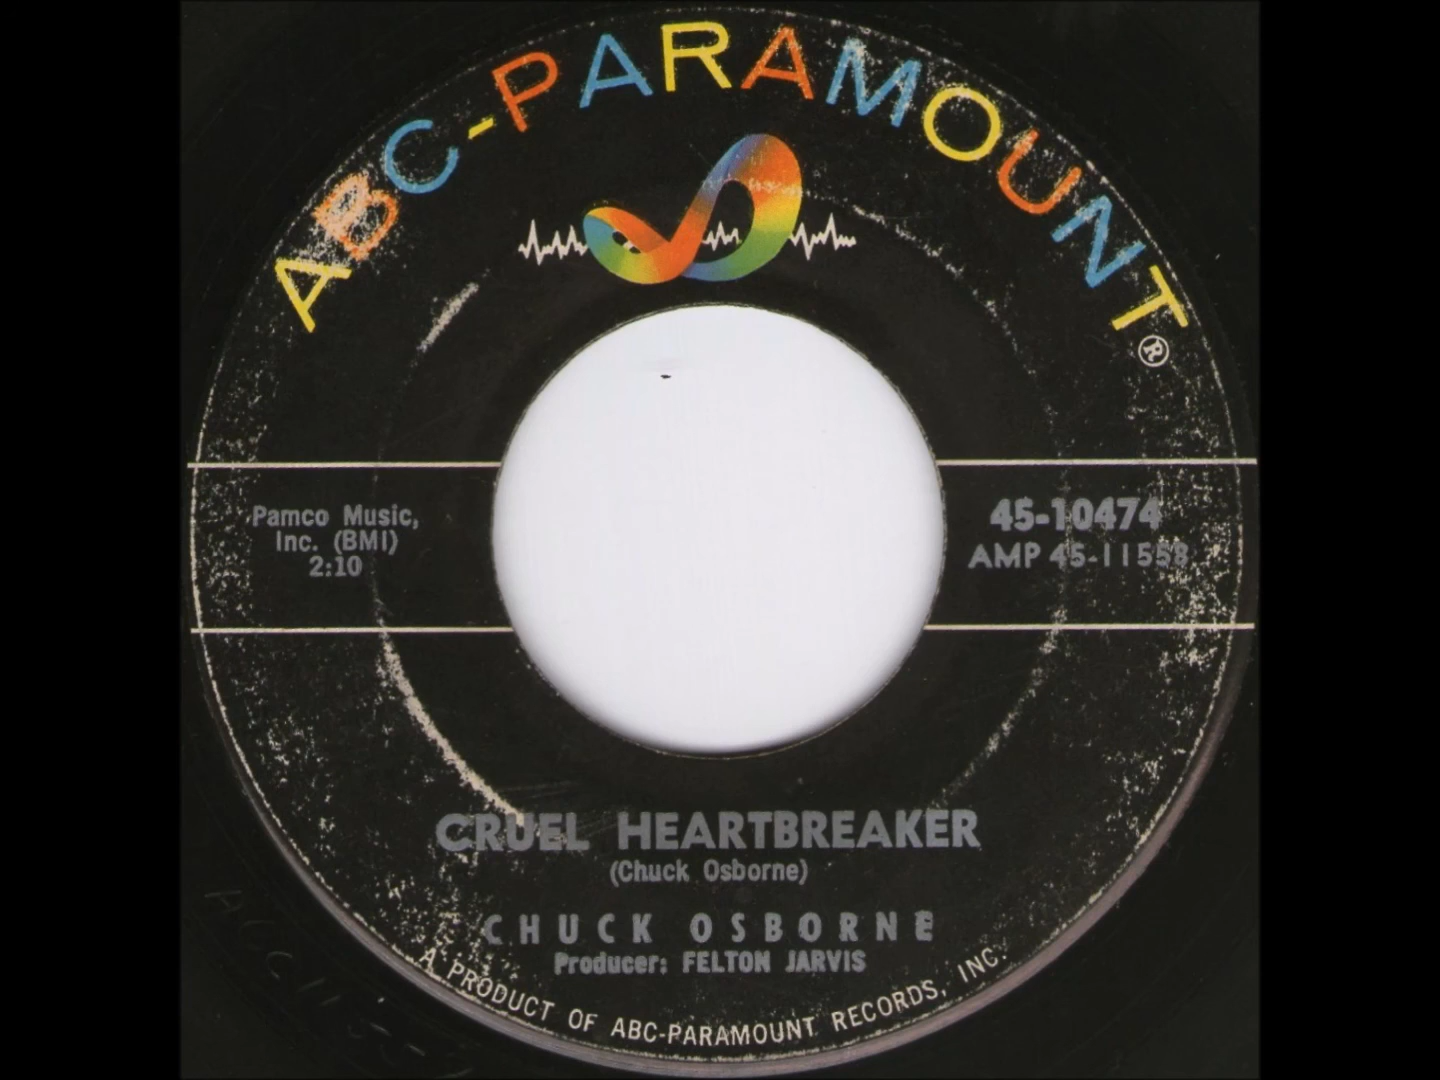 ABC-PARAMOUNT®
Pamco Music,
Inc. (BMI)
2:10
45-10474
AMP 45-11558
CRUEL HEARTBREAKER
(Chuck Osborne)
CHUCK OSBORNE
Producer: FELTON JARVIS
A PRODUCT OF ABC-PARAMOUNT RECORDS, INC.